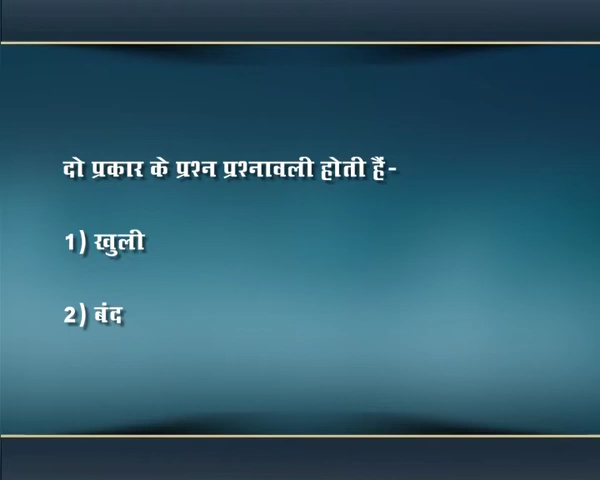 दो प्रकार के प्रश्न प्रश्नावली होती हैं-
1) खुली
2) बंद